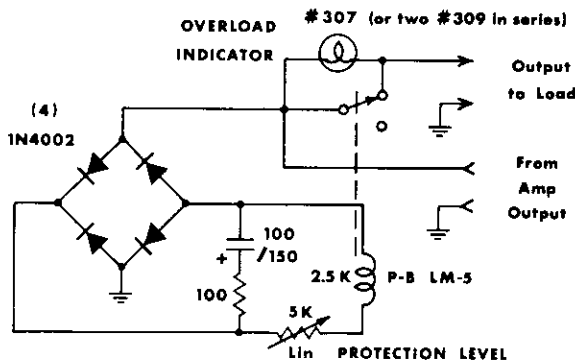 #307 (or two #309 in series)
OVERLOAD
INDICATOR
Output
to Load
(4)
1N4002
From
Amp
Output
100
/150
+
2.5K
P-B LM-5
100
5K
Lin PROTECTION LEVEL